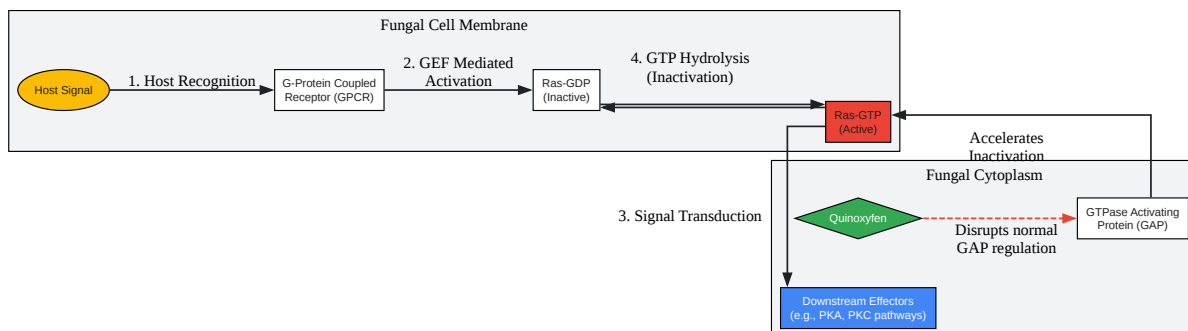 Fungal Cell Membrane
Host Signal
1. Host Recognition
G-Protein Coupled
Receptor (GPCR)
2. GEF Mediated
Activation
Ras-GDP
(Inactive)
4. GTP Hydrolysis
(Inactivation)
Ras-GTP
(Active)
Accelerates
Inactivation
Fungal Cytoplasm
3. Signal Transduction
Quinoxyfen
Disrupts normal
GAP regulation
GTPase Activating
Protein (GAP)
Downstream Effectors
(e.g., PKA, PKC pathways)